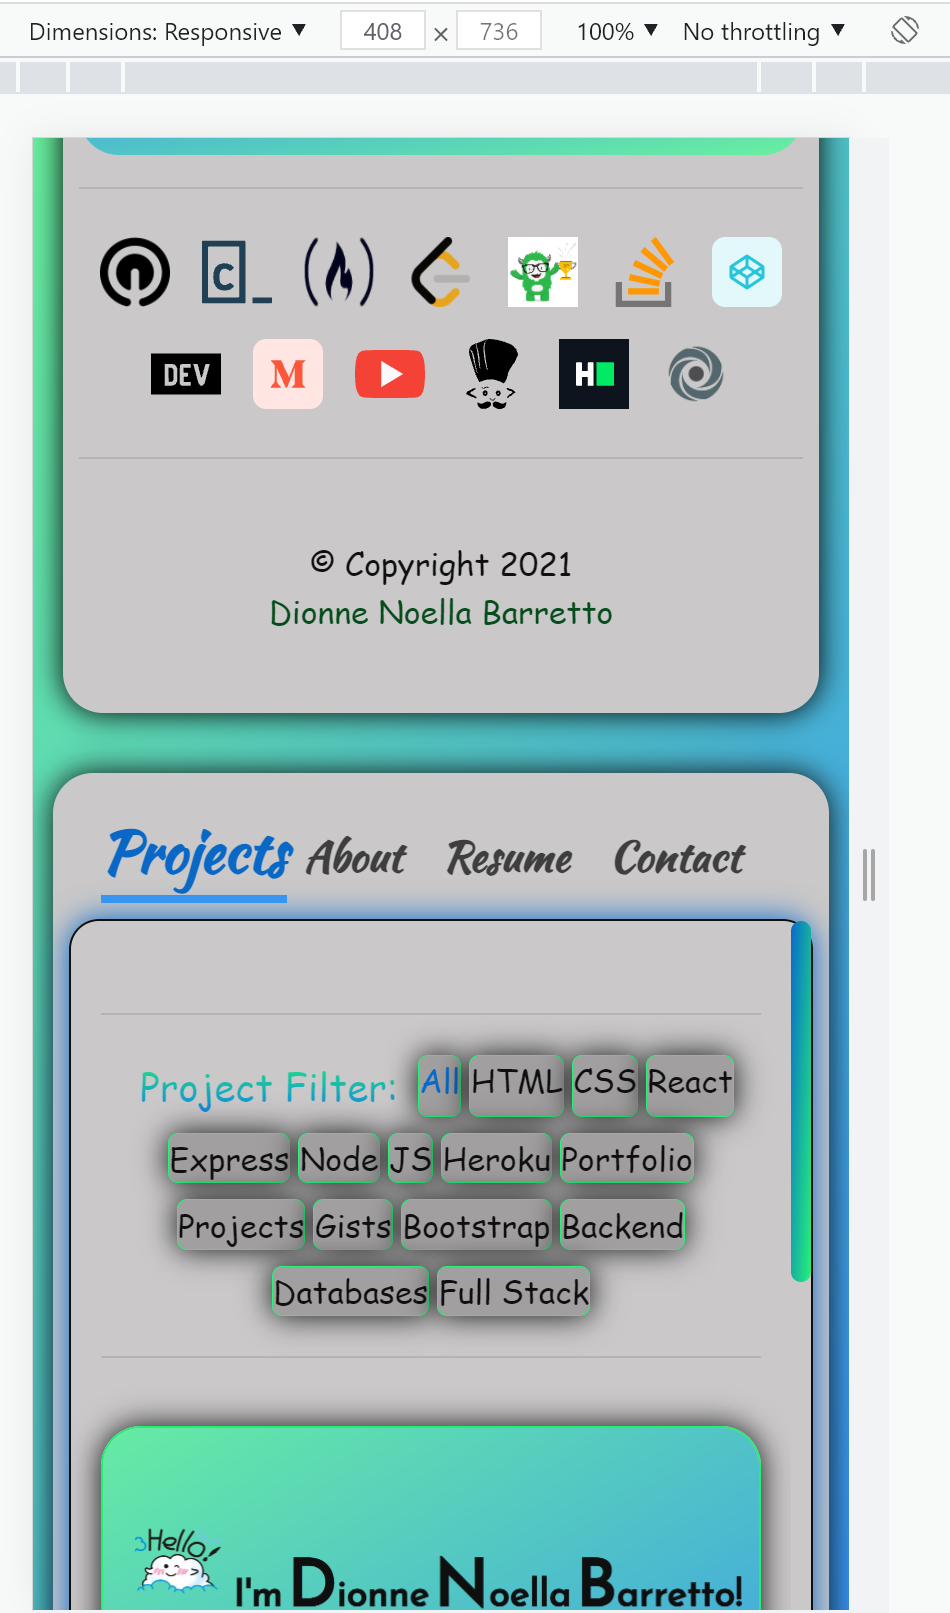 Dimensions: Responsive ▼ 408 × 736 100% ▼ No throttling ▼
C_
DEV M H
© Copyright 2021
Dionne Noella Barretto
Projects About Resume Contact
Project Filter: All HTML CSS React
Express Node JS Heroku Portfolio
Projects Gists Bootstrap Backend
Databases Full Stack
Hello!
I'm Dionne Noella Barretto!